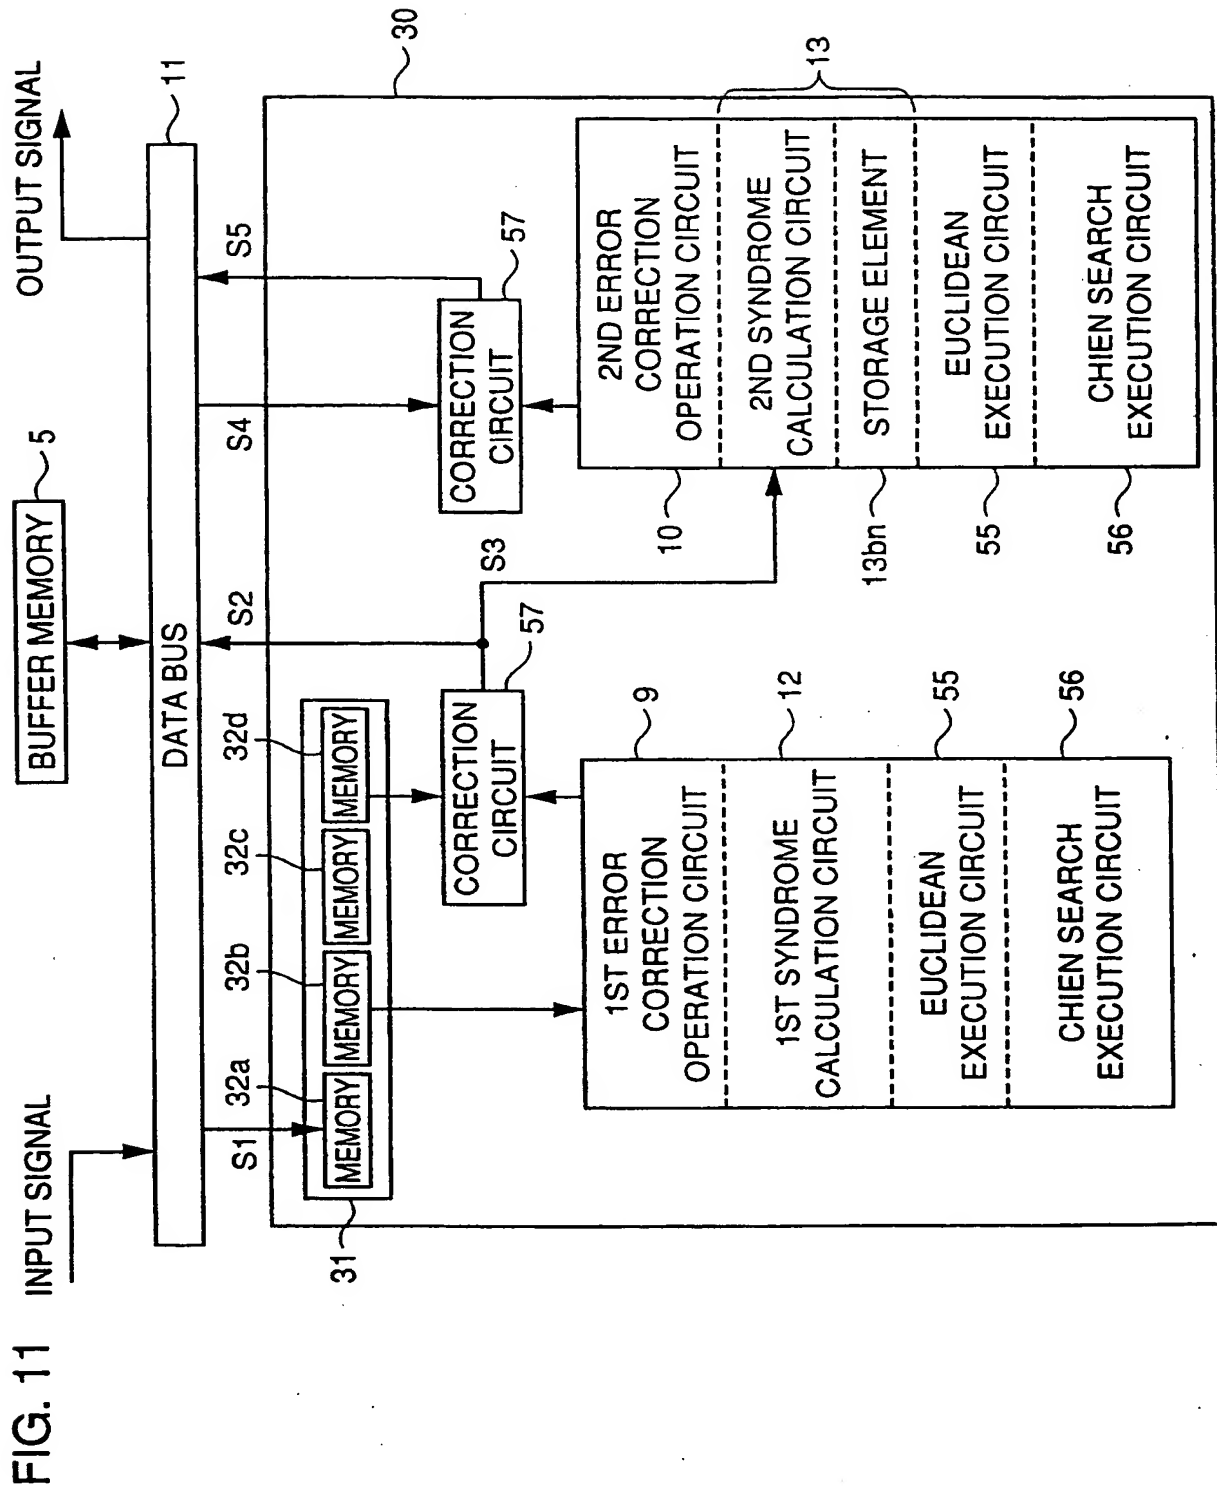 FIG. 11
INPUT SIGNAL
OUTPUT SIGNAL
BUFFER MEMORY
5
DATA BUS
11
30
S1
S2
S3
S4
S5
31
32a
32b
32c
32d
MEMORY
MEMORY
MEMORY
MEMORY
CORRECTION
CIRCUIT
57
CORRECTION
CIRCUIT
57
1ST ERROR
CORRECTION
OPERATION CIRCUIT
9
1ST SYNDROME
CALCULATION CIRCUIT
12
EUCLIDEAN
EXECUTION CIRCUIT
55
CHIEN SEARCH
EXECUTION CIRCUIT
56
2ND ERROR
CORRECTION
OPERATION CIRCUIT
10
2ND SYNDROME
CALCULATION CIRCUIT
13
STORAGE ELEMENT
13bn
EUCLIDEAN
EXECUTION CIRCUIT
55
CHIEN SEARCH
EXECUTION CIRCUIT
56